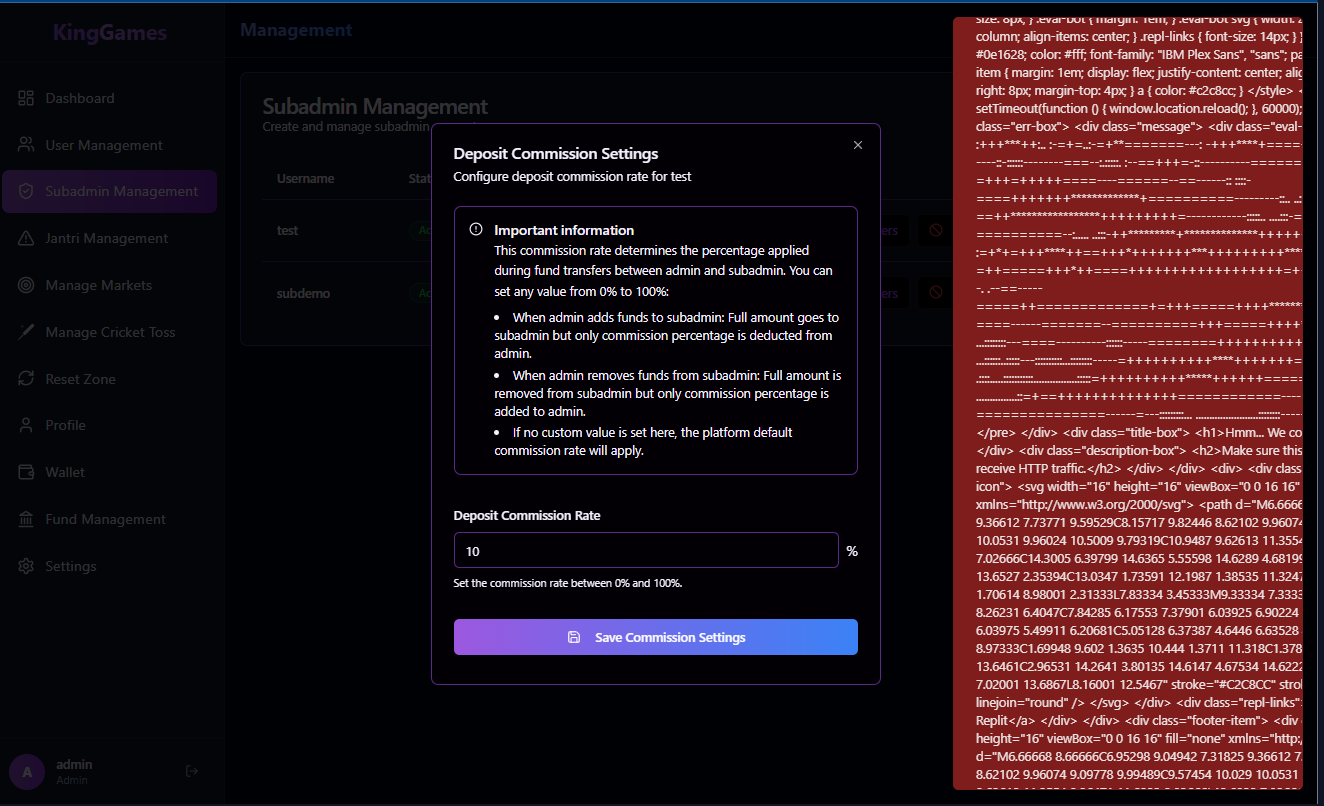 KingGames
Dashboard
User Management
Subadmin Management
Jantri Management
Manage Markets
Manage Cricket Toss
Reset Zone
Profile
Wallet
Fund Management
Settings
A
admin
Admin
Management
Subadmin Management
Create and manage subadmin
Username
Stat
test
Ac
ers
subdemo
Ac
ers
Deposit Commission Settings
Configure deposit commission rate for test
Important information
This commission rate determines the percentage applied
during fund transfers between admin and subadmin. You can
set any value from 0% to 100%:
• When admin adds funds to subadmin: Full amount goes to
subadmin but only commission percentage is deducted from
admin.
• When admin removes funds from subadmin: Full amount is
removed from subadmin but only commission percentage is
added to admin.
• If no custom value is set here, the platform default
commission rate will apply.
Deposit Commission Rate
10
%
Set the commission rate between 0% and 100%.
Save Commission Settings
size: 8px; } .eval-bot { margin: 1em; } .eval-bot svg { width:
column; align-items: center; } .repl-links { font-size: 14px; } }
#0e1628; color: #fff; font-family: "IBM Plex Sans", "sans"; pa
item { margin: 1em; display: flex; justify-content: center; alig
right: 8px; margin-top: 4px; } a { color: #c2c8cc; } </style> <
setTimeout(function () { window.location.reload(); }, 60000);
class="err-box"> <div class="message"> <div class="eval-
</pre> </div> <div class="title-box"> <h1>Hmm... We co
</div> <div class="description-box"> <h2>Make sure this
receive HTTP traffic.</h2> </div> </div> <div> <div class
icon"> <svg width="16" height="16" viewBox="0 0 16 16"
xmlns="http://www.w3.org/2000/svg"> <path d="M6.6666
9.36612 7.73771 9.59529C8.15717 9.82446 8.62102 9.96074
10.0531 9.96024 10.5009 9.79319C10.9487 9.62613 11.3554
7.02666C14.3005 6.39799 14.6365 5.55598 14.6289 4.68199
13.6527 2.35394C13.0347 1.73591 12.1987 1.38535 11.3247
1.70614 8.98001 2.31333L7.83334 3.45333M9.33334 7.3333
8.26231 6.4047C7.84285 6.17553 7.37901 6.03925 6.90224
6.03975 5.49911 6.20681C5.05128 6.37387 4.6446 6.63528
8.97333C1.69948 9.602 1.3635 10.444 1.3711 11.318C1.378
13.6461C2.96531 14.2641 3.80135 14.6147 4.67534 14.6222
7.02001 13.6867L8.16001 12.5467" stroke="#C2C8CC" strol
linejoin="round" /> </svg> </div> <div class="repl-links"
Replit</a> </div> </div> <div class="footer-item"> <div
height="16" viewBox="0 0 16 16" fill="none" xmlns="http:/
d="M6.66668 8.66666C6.95298 9.04942 7.31825 9.36612 7.
8.62102 9.96074 9.09778 9.99489C9.57454 10.029 10.0531